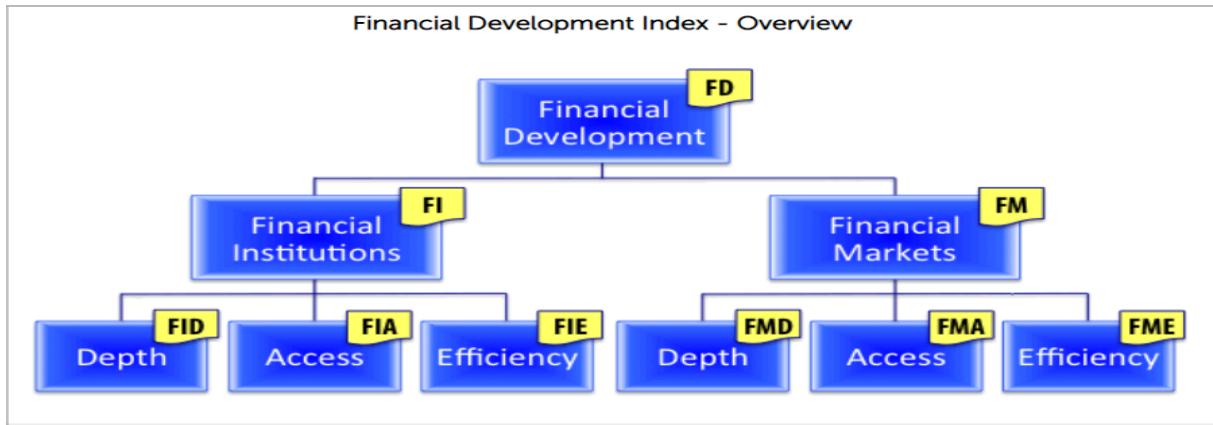 Financial Development Index - Overview
FD
Financial
Development
FI
Financial
Institutions
FM
Financial
Markets
FID
Depth
FIA
Access
FIE
Efficiency
FMD
Depth
FMA
Access
FME
Efficiency